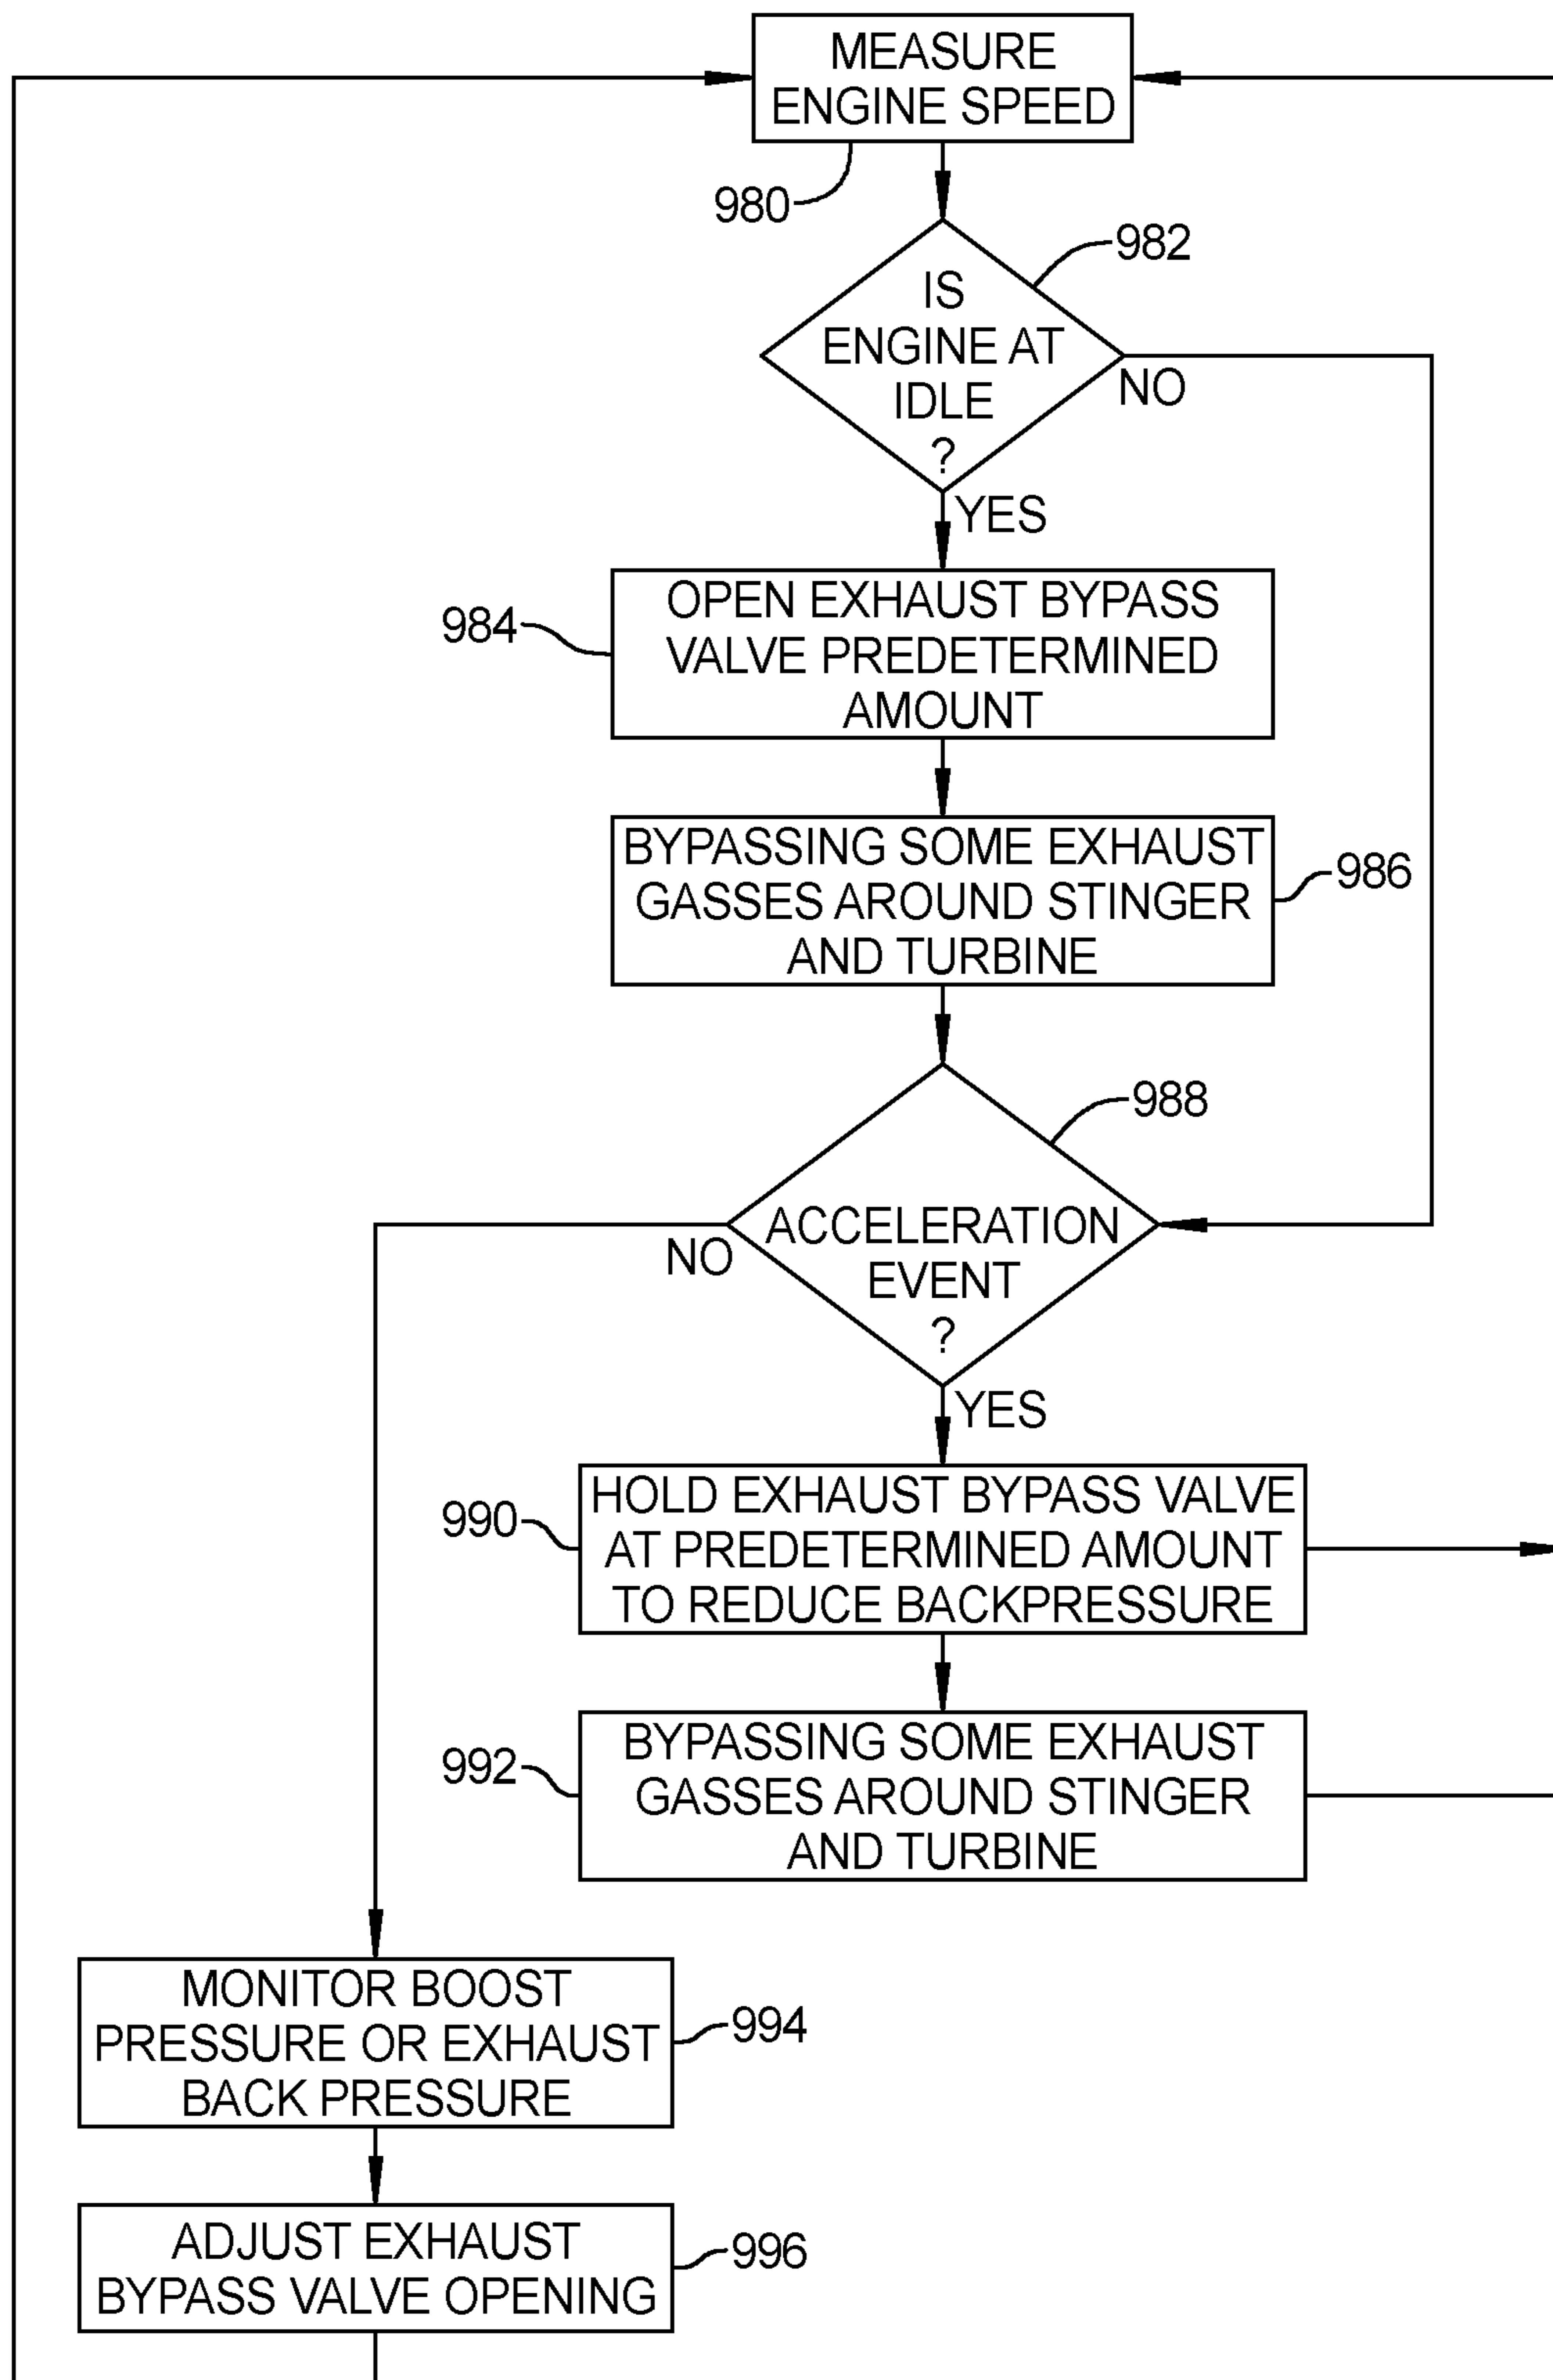 MEASURE
ENGINE SPEED
980
982
IS
ENGINE AT
IDLE
?
NO
YES
984
OPEN EXHAUST BYPASS
VALVE PREDETERMINED
AMOUNT
BYPASSING SOME EXHAUST
GASSES AROUND STINGER
AND TURBINE
986
988
ACCELERATION
EVENT
?
NO
YES
990
HOLD EXHAUST BYPASS VALVE
AT PREDETERMINED AMOUNT
TO REDUCE BACKPRESSURE
992
BYPASSING SOME EXHAUST
GASSES AROUND STINGER
AND TURBINE
MONITOR BOOST
PRESSURE OR EXHAUST
BACK PRESSURE
994
ADJUST EXHAUST
BYPASS VALVE OPENING
996